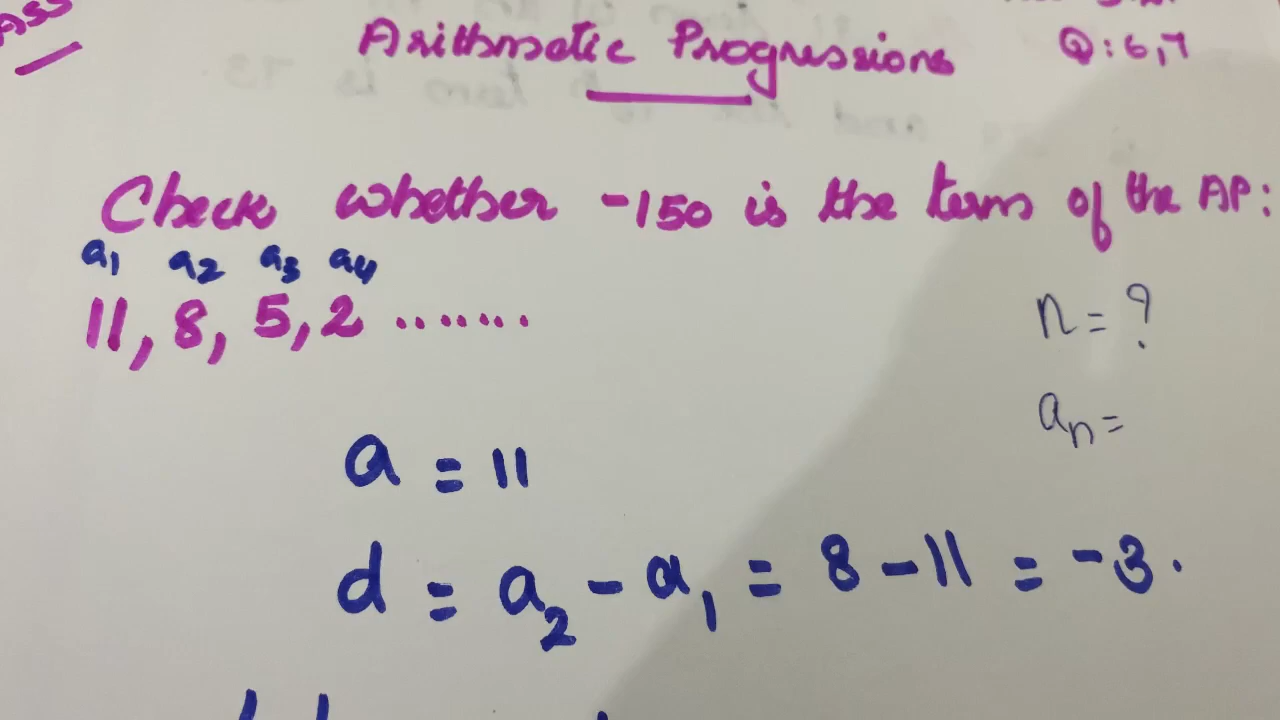 Arithmetic Progressions
Q: 6,7
Check whether -150 is the term of the AP:
a1 a2 a3 a4
11, 8, 5, 2 .......
n = ?
an =
a = 11
d = a2 - a1 = 8 - 11 = -3.